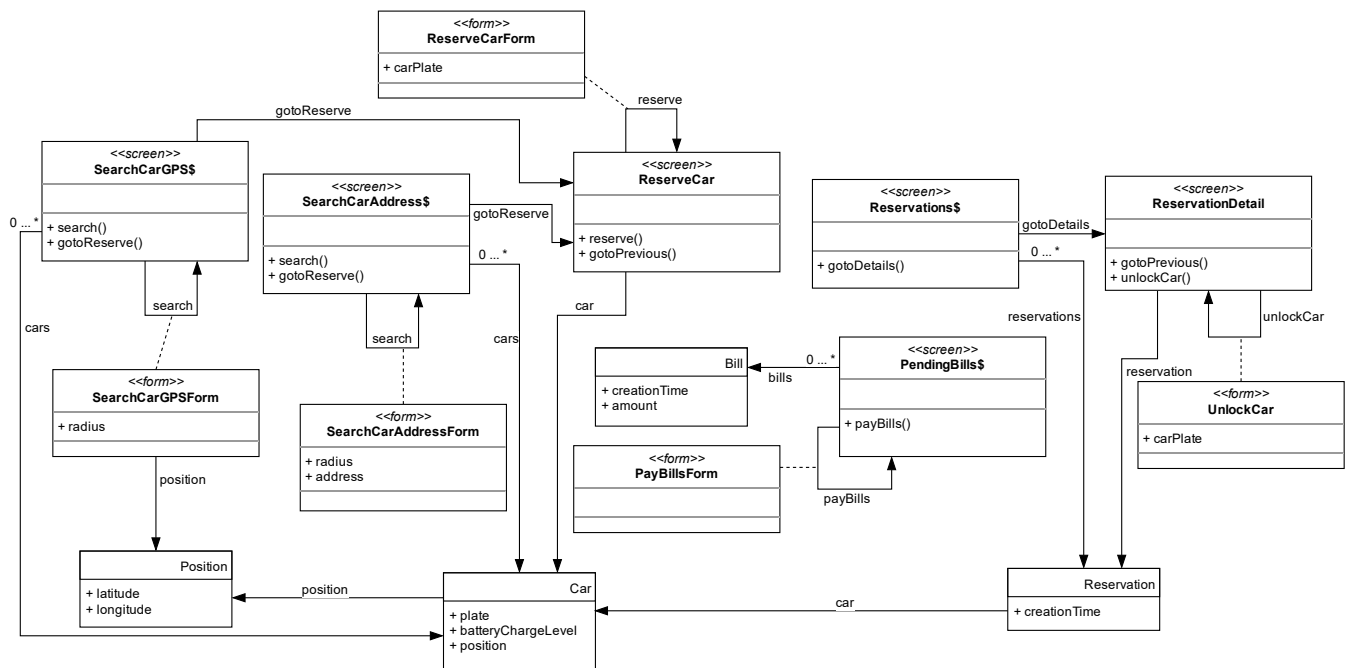 <<form>>
ReserveCarForm
+ carPlate
reserve
gotoReserve
<<screen>>
SearchCarGPS$
+ search()
+ gotoReserve()
0 ... *
search
cars
<<screen>>
SearchCarAddress$
+ search()
+ gotoReserve()
gotoReserve
0 ... *
search
cars
<<screen>>
ReserveCar
+ reserve()
+ gotoPrevious()
car
<<screen>>
Reservations$
+ gotoDetails()
gotoDetails
0 ... *
reservations
<<screen>>
ReservationDetail
+ gotoPrevious()
+ unlockCar()
unlockCar
reservation
<<form>>
SearchCarGPSForm
+ radius
position
<<form>>
SearchCarAddressForm
+ radius
+ address
Bill
+ creationTime
+ amount
0 ... *
bills
<<screen>>
PendingBills$
+ payBills()
payBills
<<form>>
PayBillsForm
<<form>>
UnlockCar
+ carPlate
Position
+ latitude
+ longitude
position
Car
+ plate
+ batteryChargeLevel
+ position
car
Reservation
+ creationTime